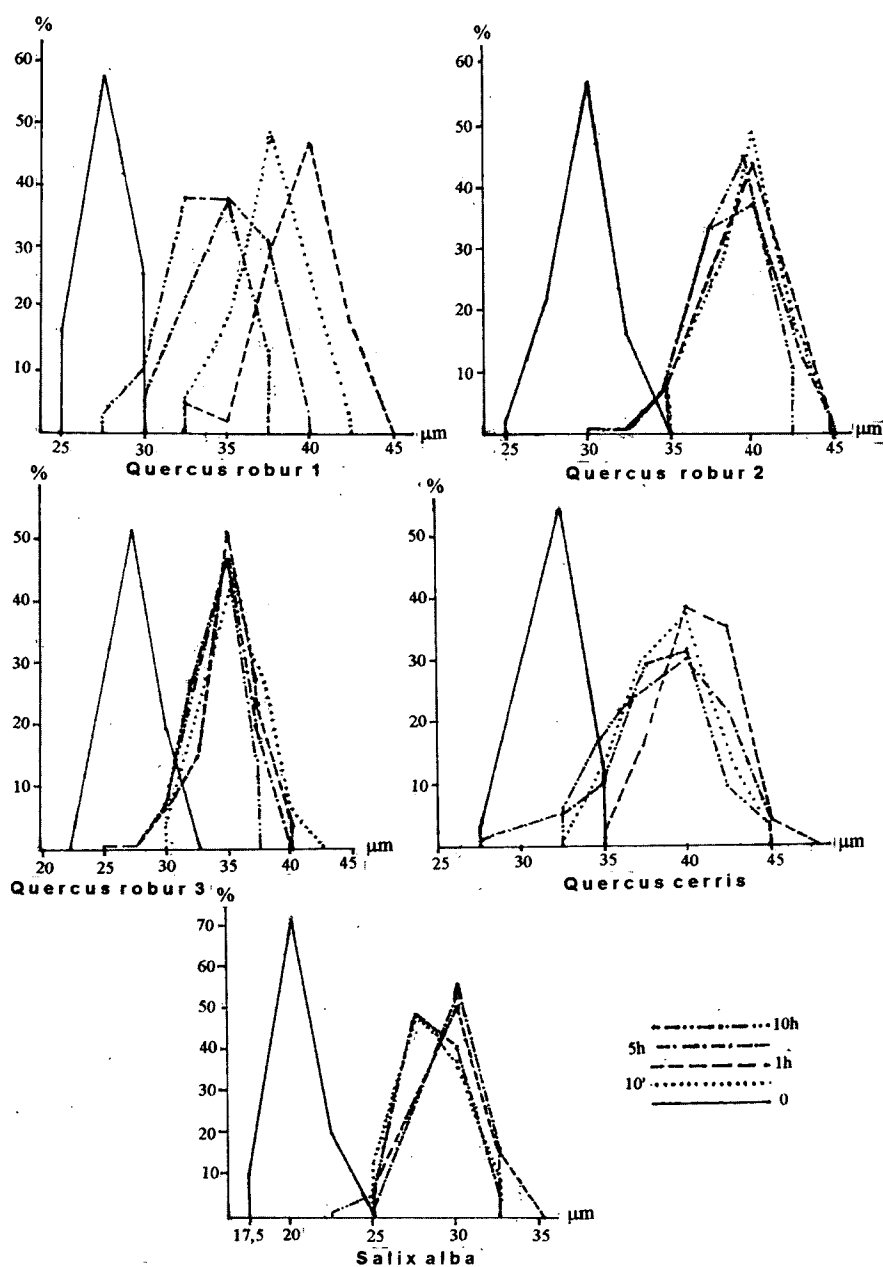 %
60
50
40
30
20
10
25 30 35 40 45 µm
Quercus robur 1
%
60
50
40
30
20
10
25 30 35 40 45 µm
Quercus robur 2
%
50
40
30
20
10
20 25 30 35 40 45 µm
Quercus robur 3
%
50
40
30
20
10
25 30 35 40 45 µm
Quercus cerris
%
70
60
50
40
30
20
10
17,5 20 25 30 35 µm
Salix alba
10h
5h
1h
10'
0